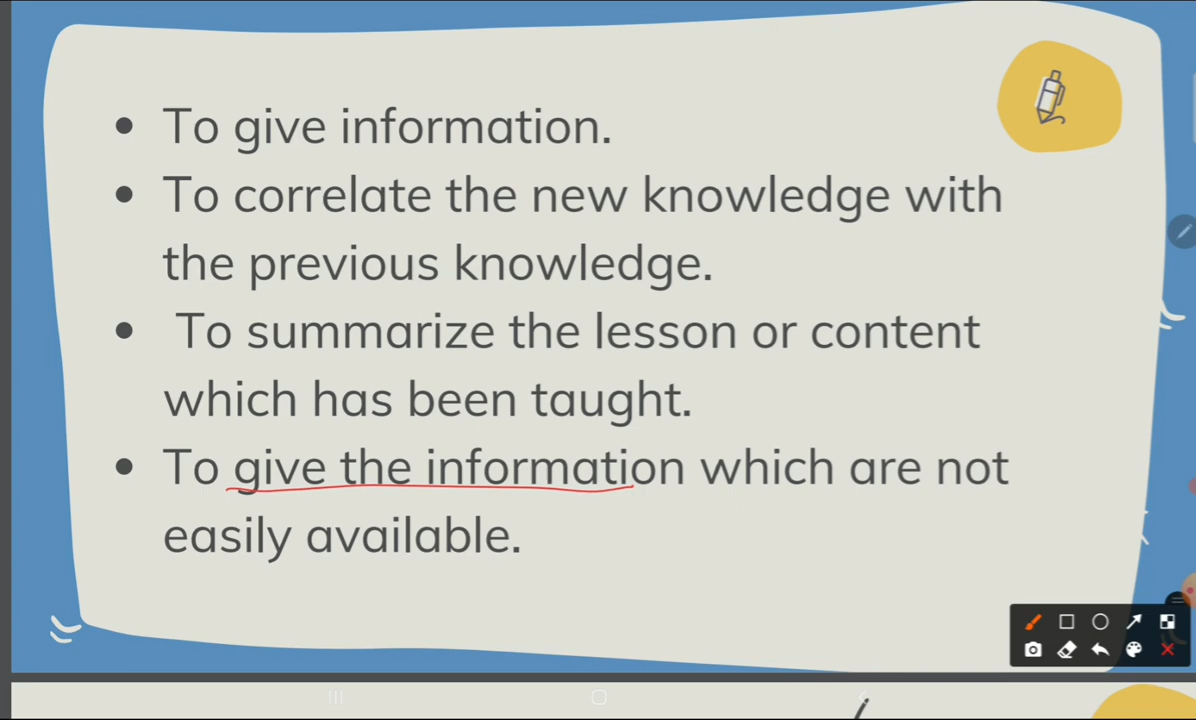 • To give information.
• To correlate the new knowledge with
the previous knowledge.
• To summarize the lesson or content
which has been taught.
• To give the information which are not
easily available.